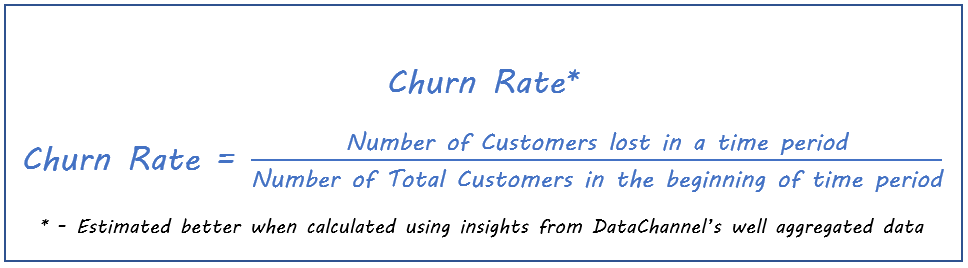 Churn Rate*
Churn Rate =
Number of Customers lost in a time period
Number of Total Customers in the beginning of time period
* - Estimated better when calculated using insights from DataChannel's well aggregated data